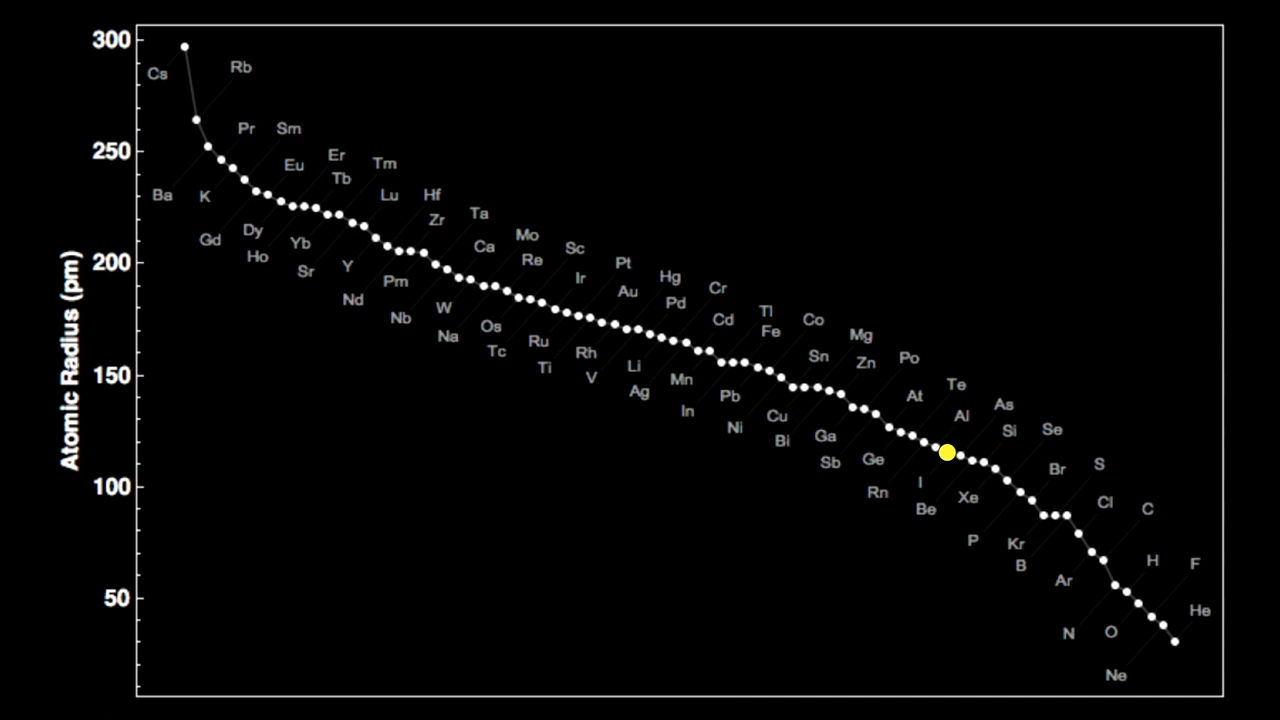 300
250
200
150
100
50
Atomic Radius (pm)
Cs
Rb
Ba
K
Pr
Sm
Gd
Eu
Dy
Ho
Er
Tb
Yb
Sr
Tm
Lu
Y
Nd
Hf
Zr
Pm
Nb
Ta
Ca
W
Na
Mo
Re
Os
Tc
Sc
Ir
Ru
Ti
Pt
Au
Rh
V
Hg
Pd
Li
Ag
Cr
Cd
Mn
In
Tl
Fe
Pb
Ni
Co
Sn
Cu
Bi
Mg
Zn
Ga
Sb
Po
At
Ge
Rn
Te
Al
I
Be
As
Si
Xe
P
Se
Br
Kr
B
S
Cl
Ar
C
H
N
O
F
He
Ne